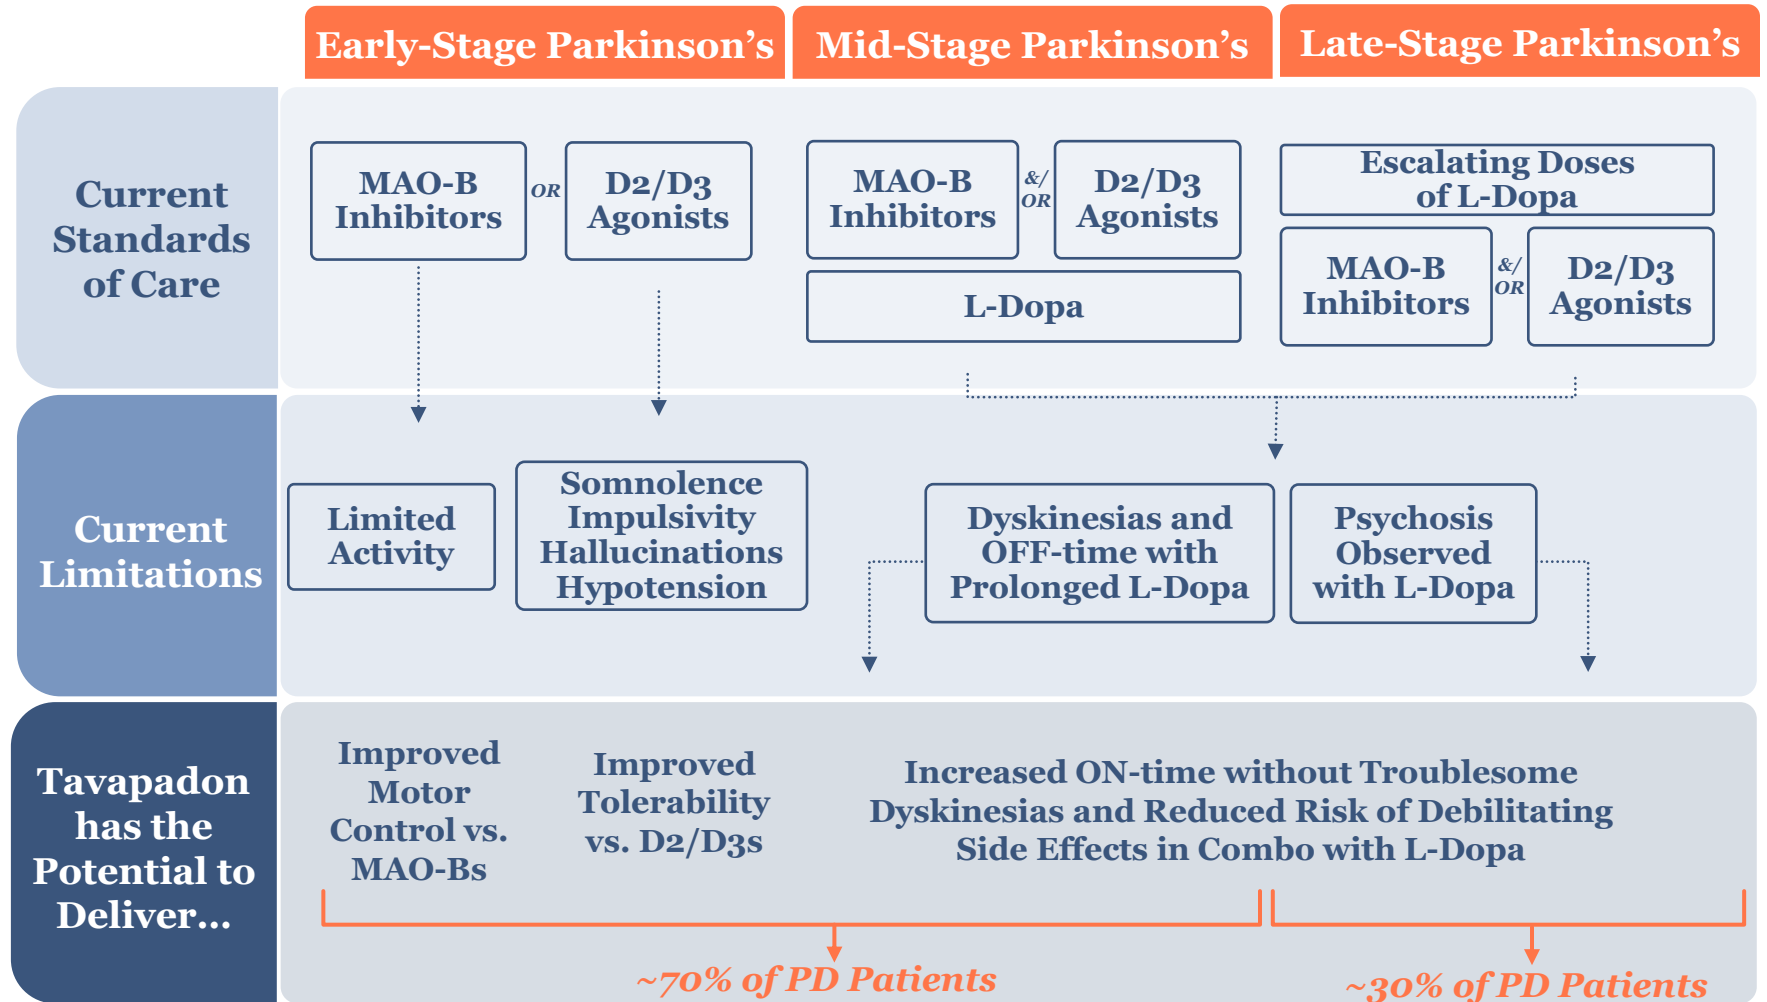 Early-Stage Parkinson’s
Mid-Stage Parkinson’s
Late-Stage Parkinson’s
Current
Standards
of Care
MAO-B
Inhibitors
OR
D2/D3
Agonists
MAO-B
Inhibitors
&/
OR
D2/D3
Agonists
L-Dopa
Escalating Doses
of L-Dopa
MAO-B
Inhibitors
&/
OR
D2/D3
Agonists
Current
Limitations
Limited
Activity
Somnolence
Impulsivity
Hallucinations
Hypotension
Dyskinesias and
OFF-time with
Prolonged L-Dopa
Psychosis
Observed
with L-Dopa
Tavapadon
has the
Potential to
Deliver...
Improved
Motor
Control vs.
MAO-Bs
Improved
Tolerability
vs. D2/D3s
Increased ON-time without Troublesome
Dyskinesias and Reduced Risk of Debilitating
Side Effects in Combo with L-Dopa
~70% of PD Patients
~30% of PD Patients